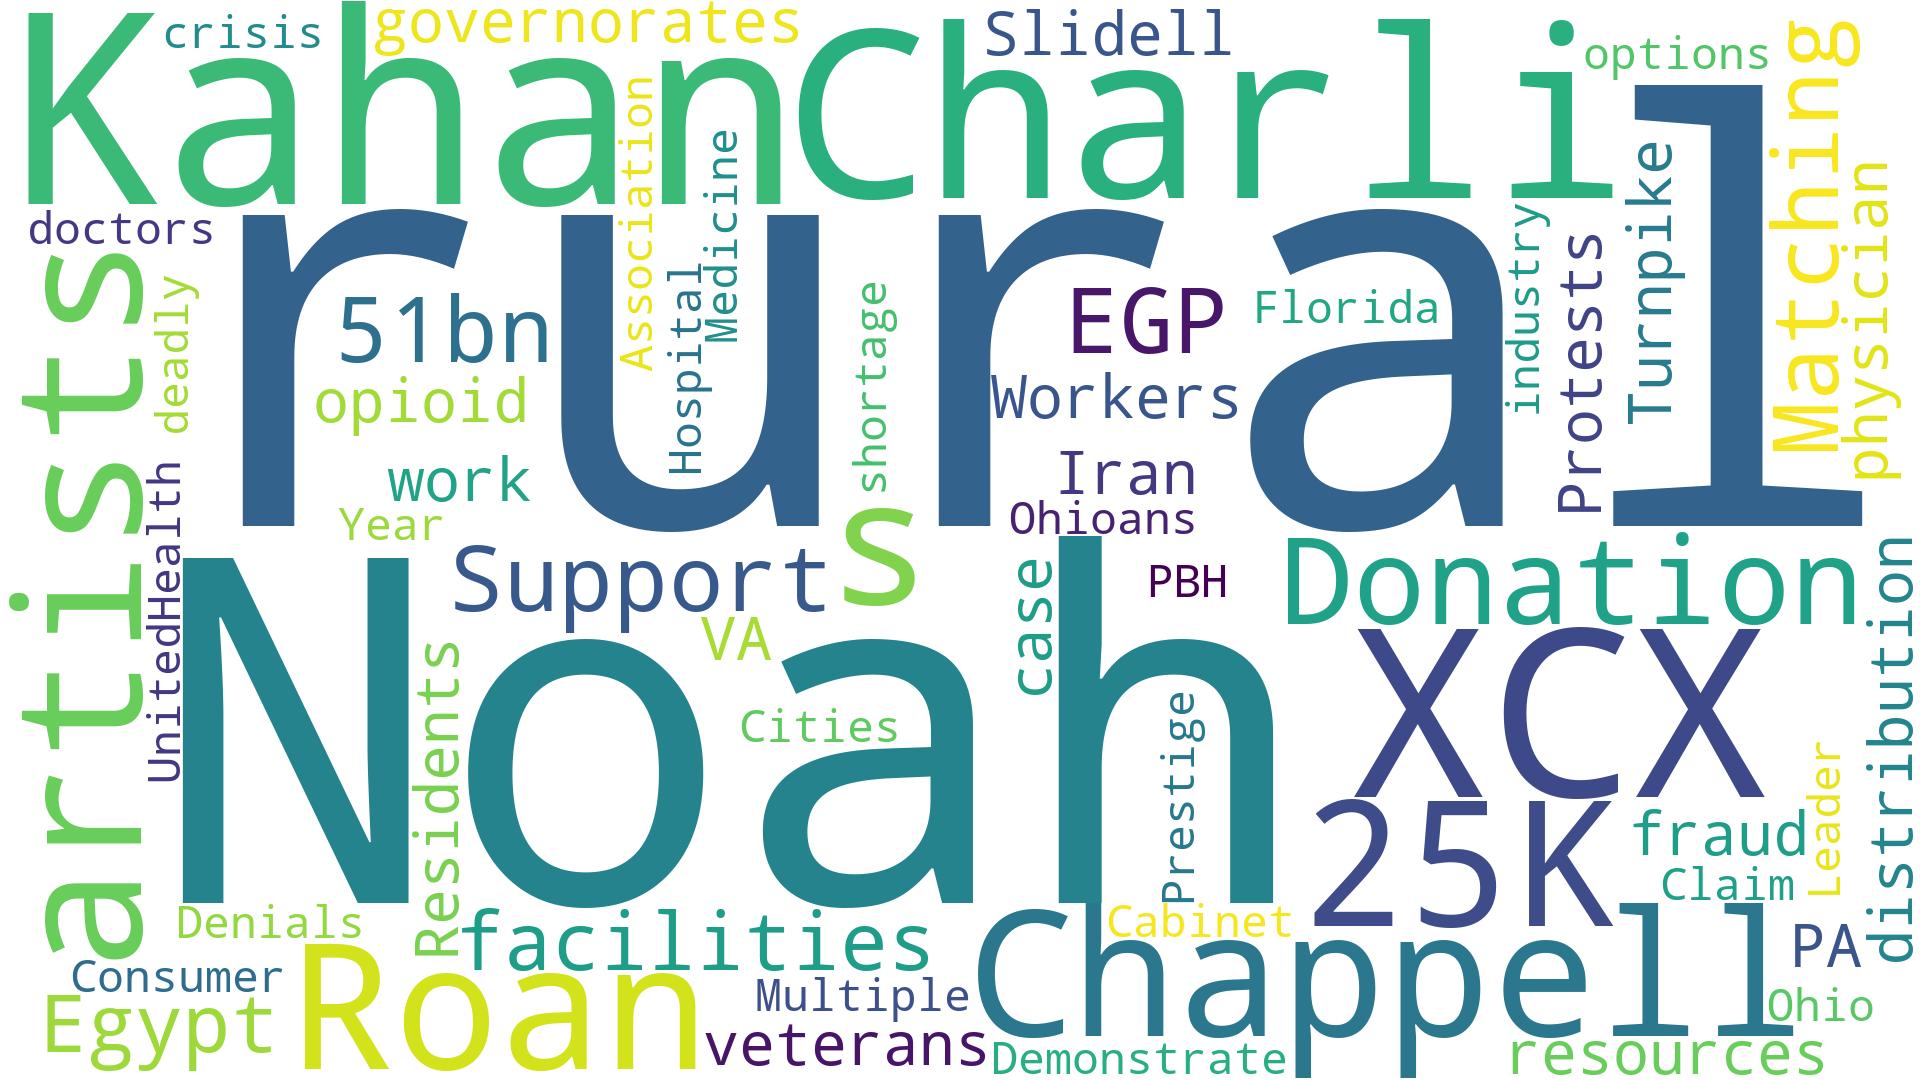 crisis
governorates
Slidell
options
Kahan
Charli
Matching
Association
Medicine
Turnpike
physician
doctors
rural
industry
Protests
artists
deadly
51bn
Hospital
shortage
EGP
Florida
opioid
Workers
work
Iran
Year
Ohioans
UnitedHealth
Support
s
case
PBH
Donation
distribution
Noah
VA
Residents
Cities
XCX
Prestige
25K
fraud
Leader
Claim
Denials
facilities
Cabinet
Chappell
PA
Consumer
Roan
Multiple
Egypt
Ohio
veterans
Demonstrate
resources